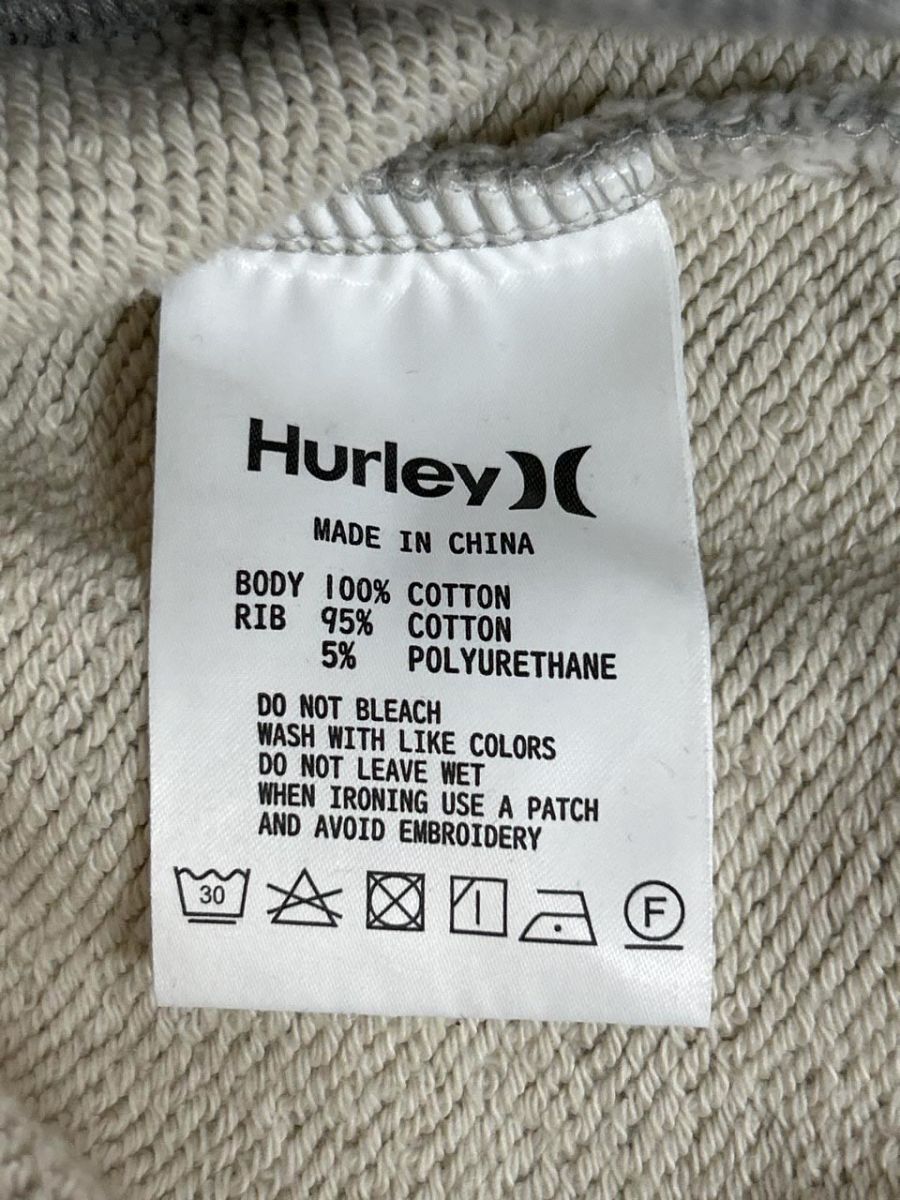 Hurley
MADE IN CHINA
BODY 100% COTTON
RIB 95% COTTON
5% POLYURETHANE
DO NOT BLEACH
WASH WITH LIKE COLORS
DO NOT LEAVE WET
WHEN IRONING USE A PATCH
AND AVOID EMBROIDERY
30 F